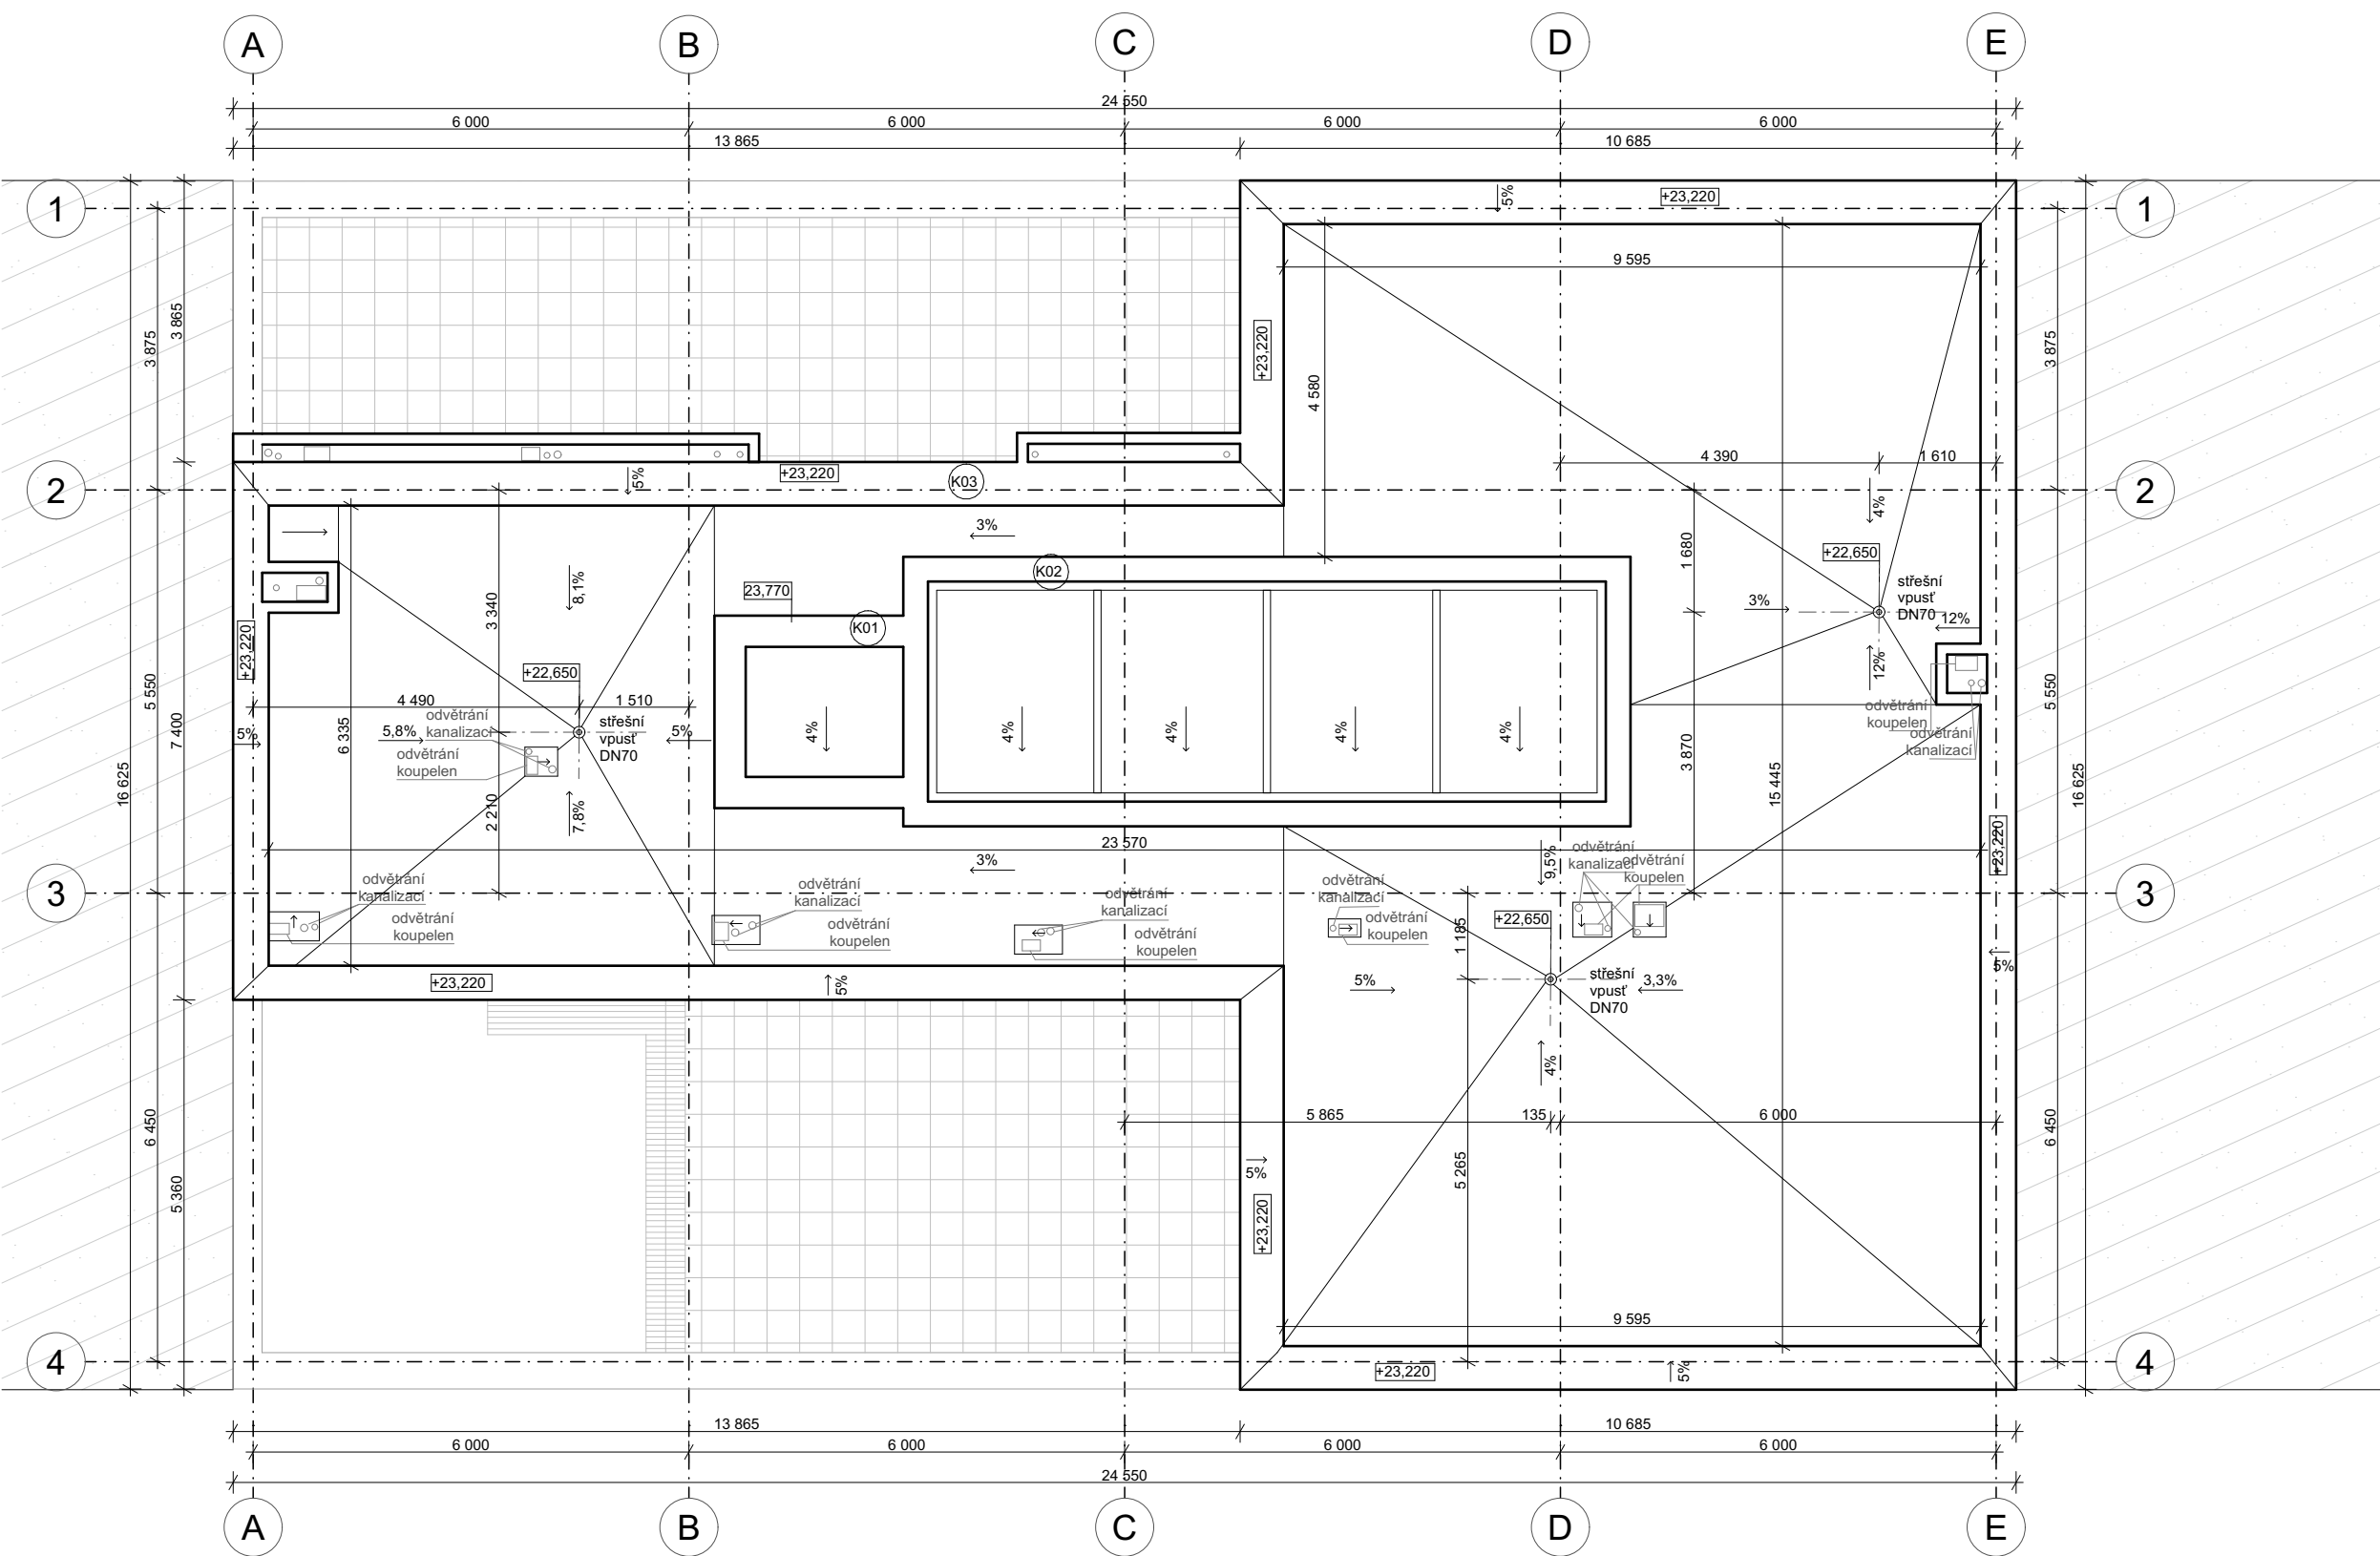 A
B
C
D
E
24 550
6 000
6 000
6 000
6 000
13 865
10 685
1
5%
+23,220
1
3 865
3 875
+23,220
9 595
4 580
3 875
4 390
1 610
2
+23,220
K03
5%
2
4%
3%
1 680
+22,650
střešní
vpusť
DN70
3%
12%
12%
K02
23,770
K01
8,1%
3 340
+23,220
+22,650
4 490
1 510
střešní
vpusť
DN70
5%
5,8%
5%
odvětrání
kanalizací
odvětrání
koupelen
5 550
7 400
6 335
16 625
2 210
7,8%
4%
4%
4%
4%
4%
odvětrání
koupelen
odvětrání
kanalizací
3 870
15 445
5 550
16 625
23 570
3%
9,5%
odvětrání
kanalizací
odvětrání
koupelen
+23,220
3
odvětrání
kanalizací
odvětrání
koupelen
odvětrání
kanalizací
odvětrání
koupelen
odvětrání
kanalizací
odvětrání
koupelen
odvětrání
kanalizací
odvětrání
koupelen
3
1 185
+22,650
střešní
vpusť
DN70
5%
3,3%
5%
+23,220
5%
4%
5 865
135
6 000
6 450
5 360
5%
+23,220
5 265
6 450
9 595
4
+23,220
5%
4
13 865
10 685
6 000
6 000
6 000
6 000
24 550
A
B
C
D
E